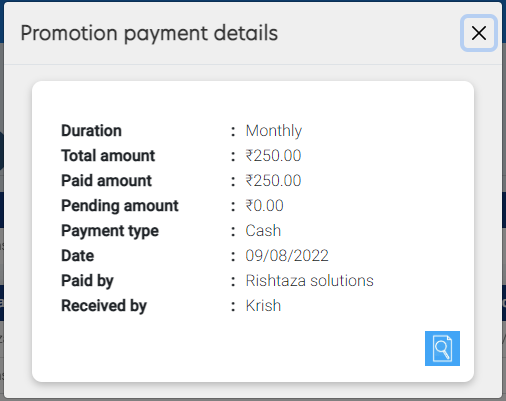 Promotion payment details
Duration : Monthly
Total amount : ₹250.00
Paid amount : ₹250.00
Pending amount : ₹0.00
Payment type : Cash
Date : 09/08/2022
Paid by : Rishtaza solutions
Received by : Krish